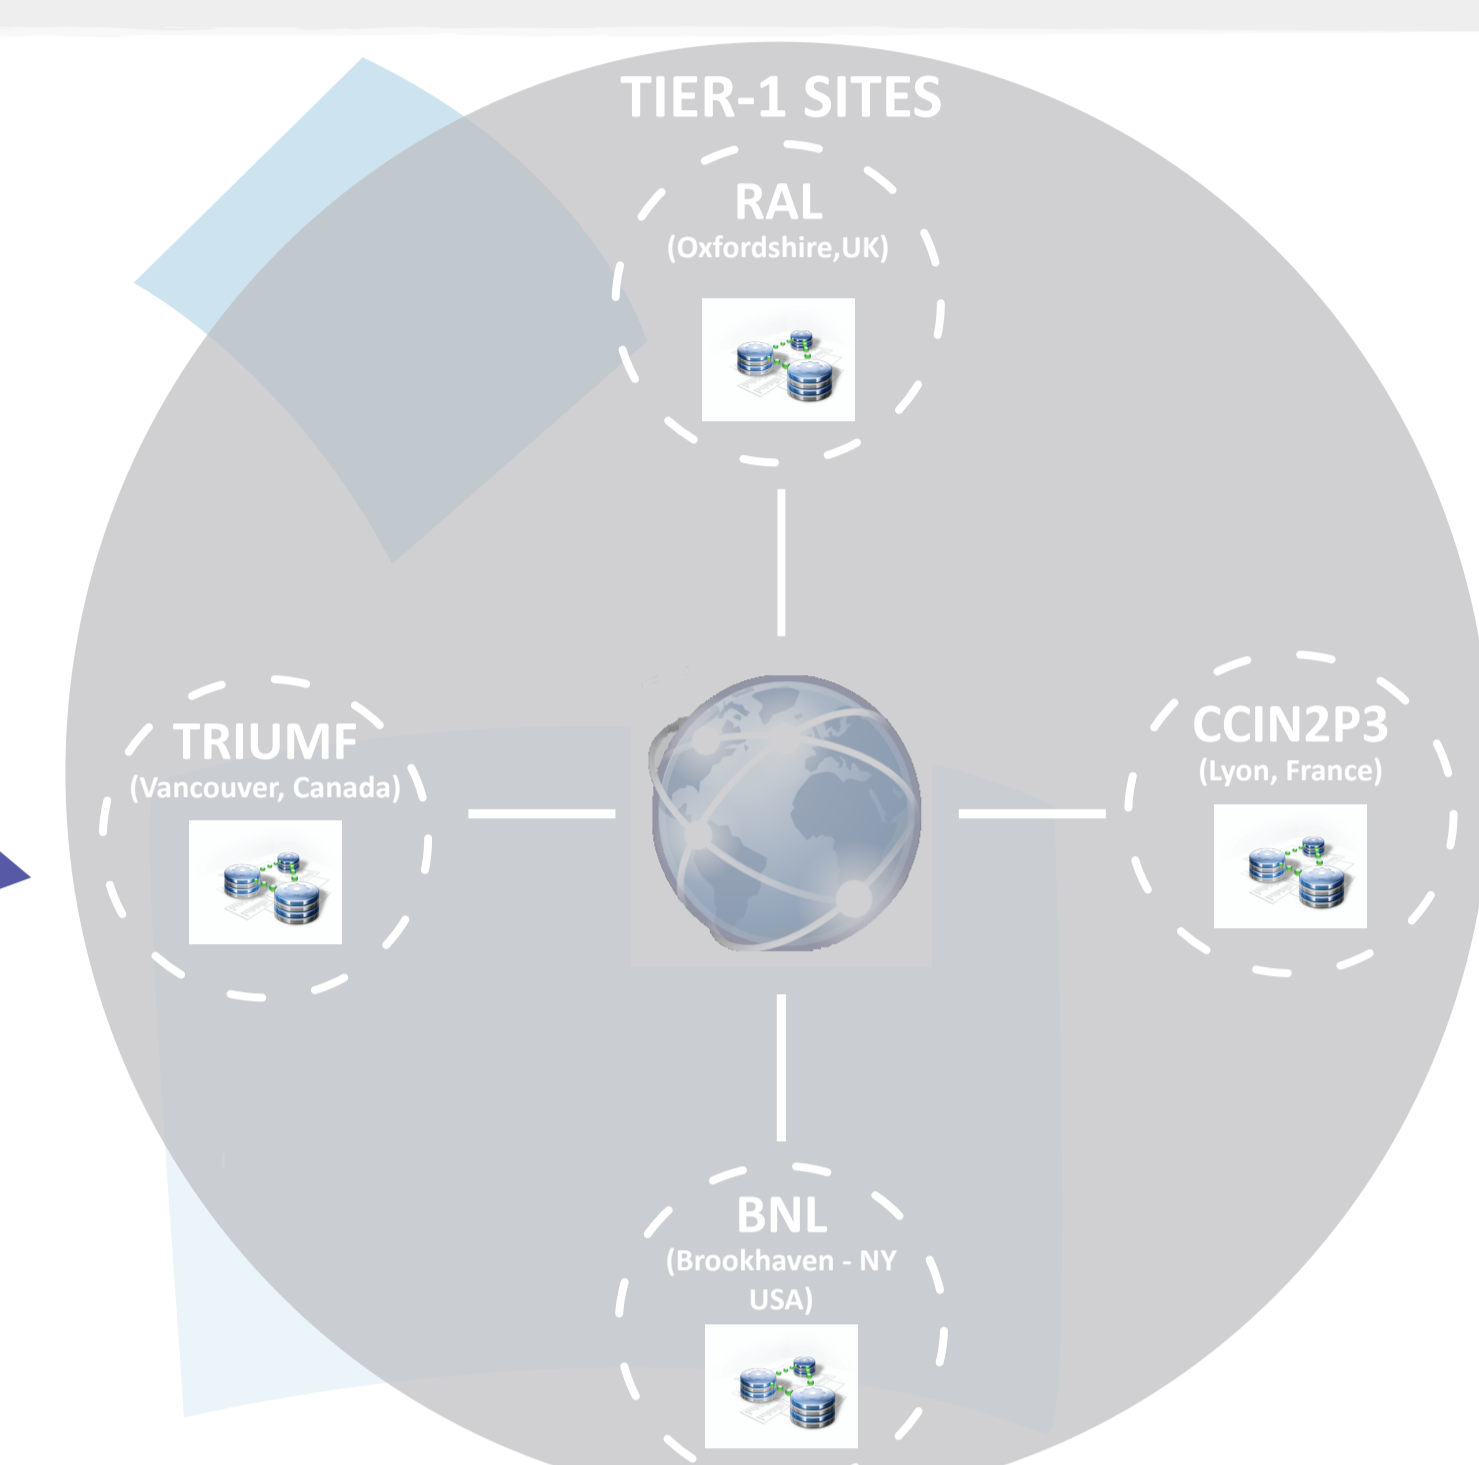 TIER-1 SITES
RAL
(Oxfordshire,UK)
TRIUMF
(Vancouver, Canada)
CCIN2P3
(Lyon, France)
BNL
(Brookhaven - NY
USA)